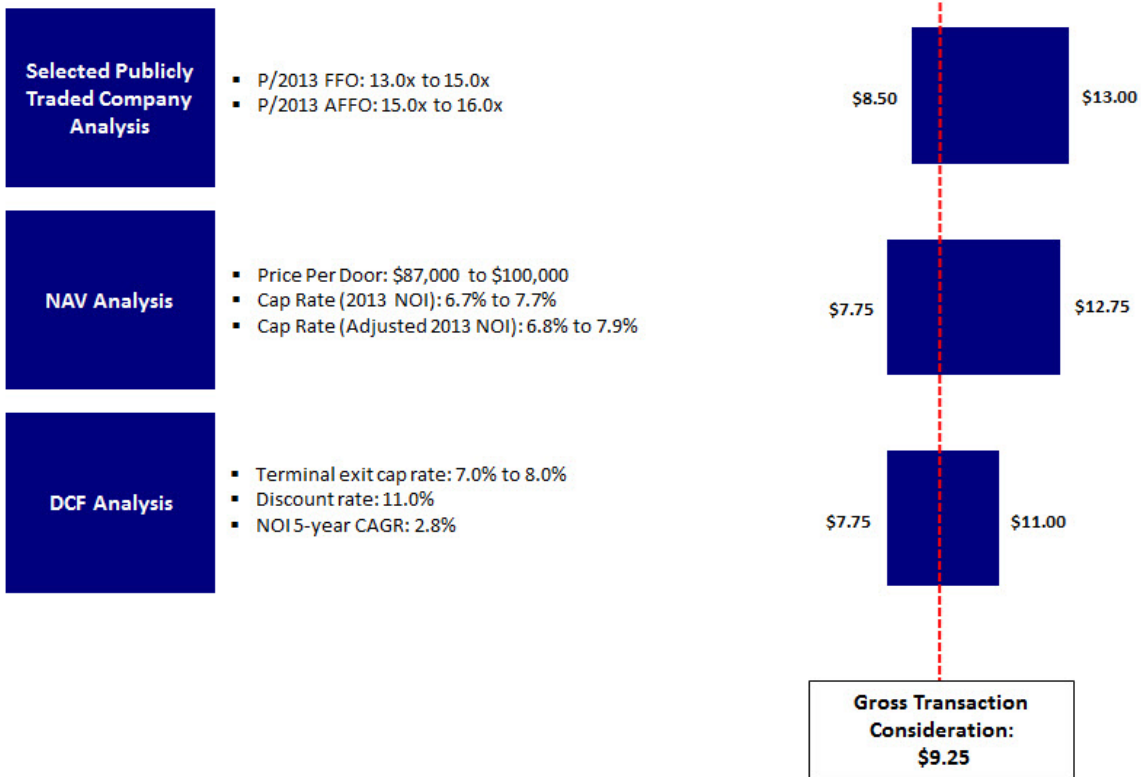 Selected Publicly
Traded Company
Analysis
▪ P/2013 FFO: 13.0x to 15.0x
▪ P/2013 AFFO: 15.0x to 16.0x
$8.50
$13.00
NAV Analysis
▪ Price Per Door: $87,000 to $100,000
▪ Cap Rate (2013 NOI): 6.7% to 7.7%
▪ Cap Rate (Adjusted 2013 NOI): 6.8% to 7.9%
$7.75
$12.75
DCF Analysis
▪ Terminal exit cap rate: 7.0% to 8.0%
▪ Discount rate: 11.0%
▪ NOI 5-year CAGR: 2.8%
$7.75
$11.00
Gross Transaction
Consideration:
$9.25